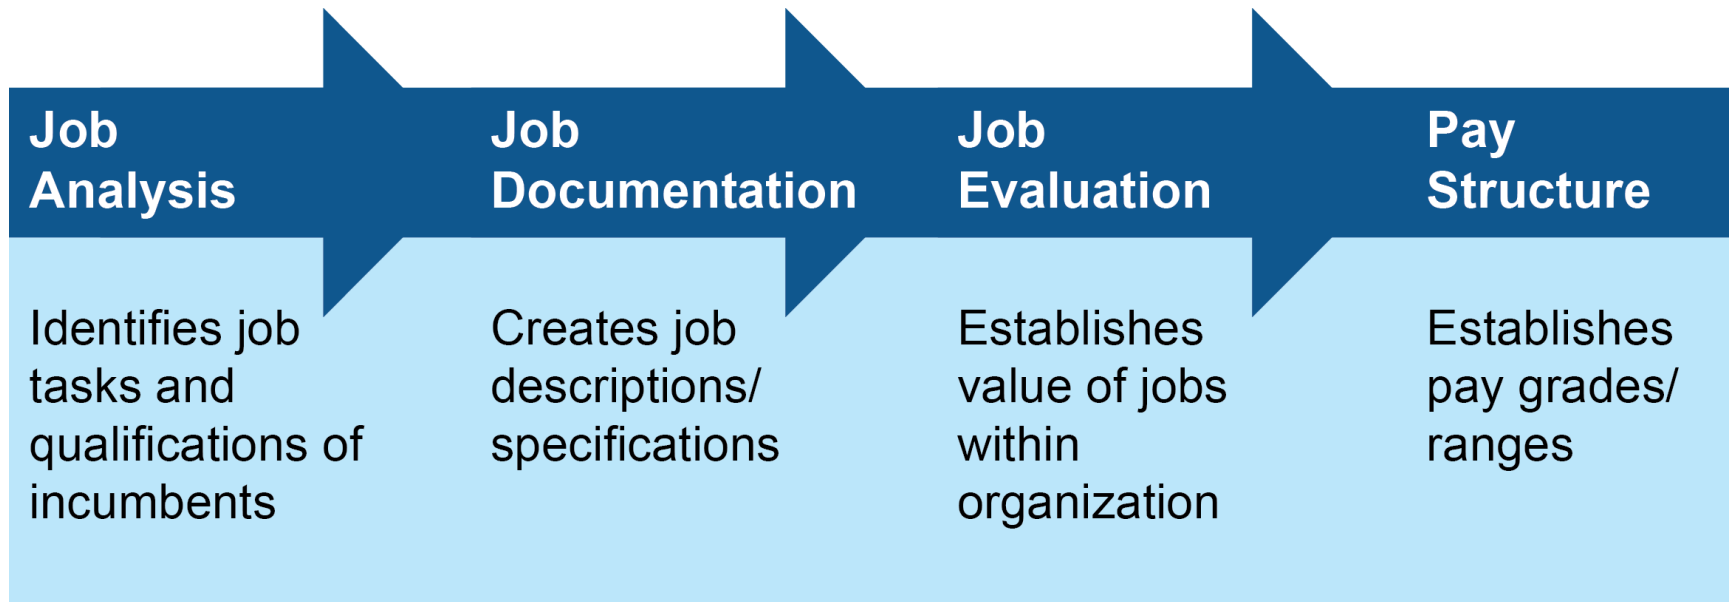 Job
Analysis
Identifies job
tasks and
qualifications of
incumbents
Job
Documentation
Creates job
descriptions/
specifications
Job
Evaluation
Establishes
value of jobs
within
organization
Pay
Structure
Establishes
pay grades/
ranges